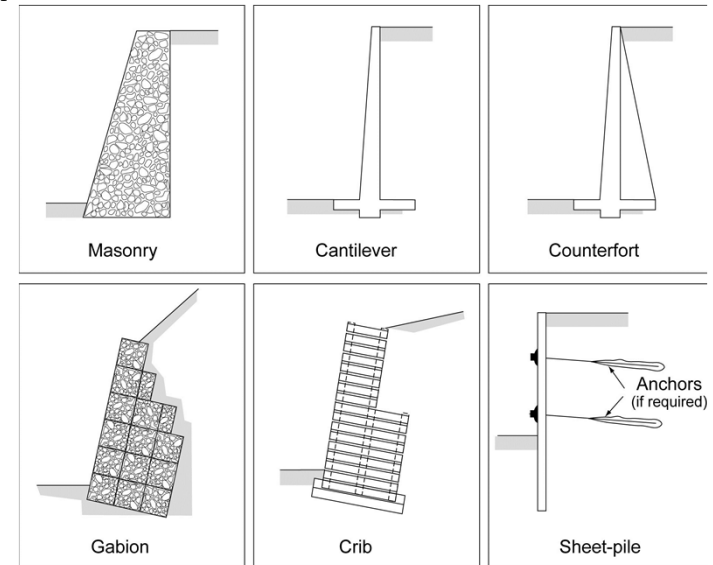 Masonry
Cantilever
Counterfort
Anchors
(if required)
Gabion
Crib
Sheet-pile